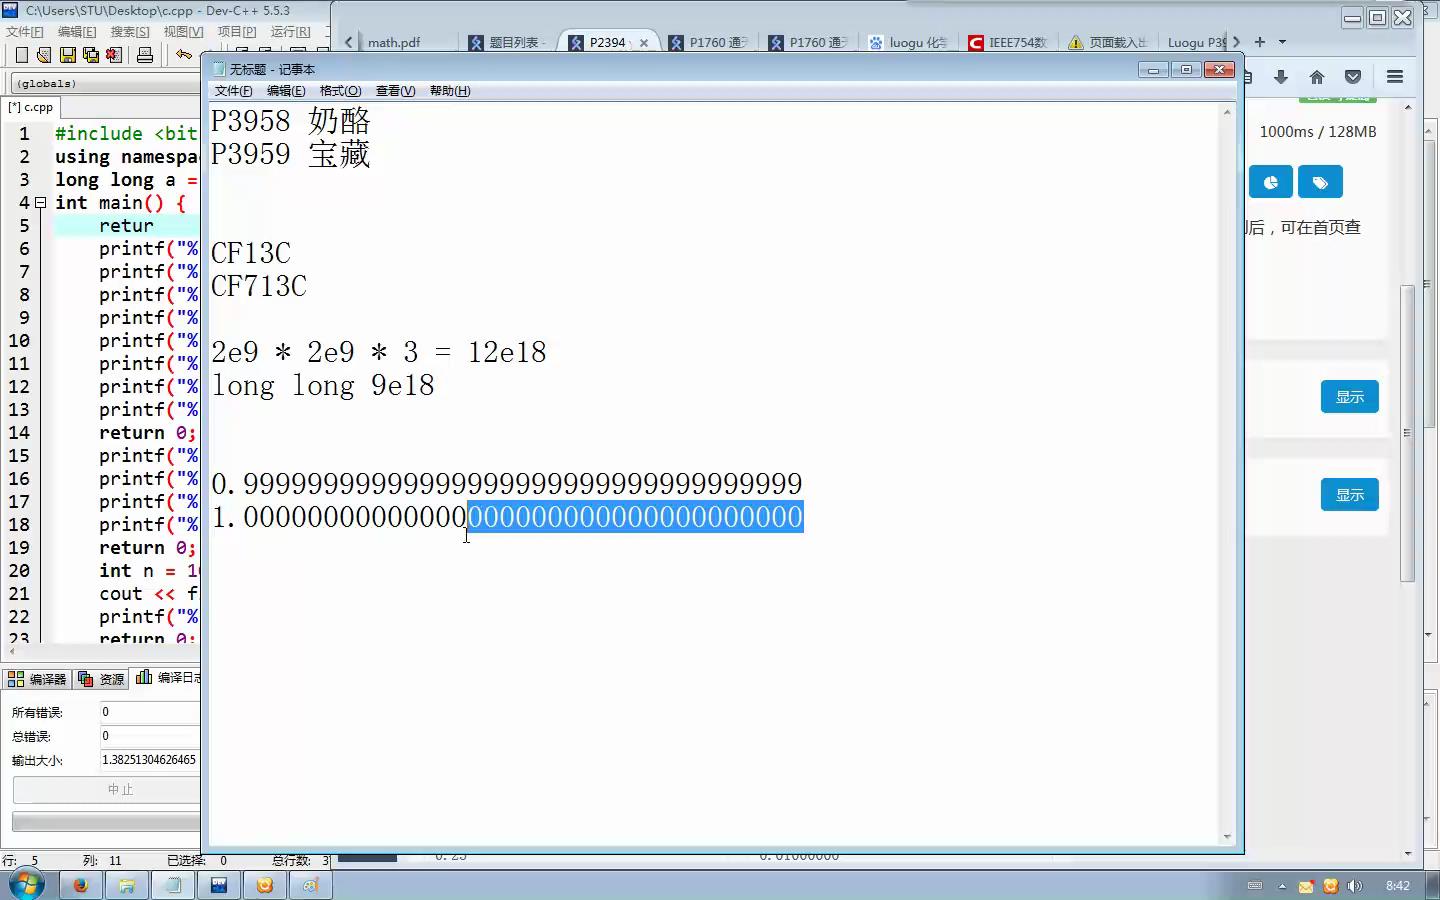 C:\Users\STU\Desktop\c.cpp - Dev-C++ 5.5.3
文件[F] 编辑[E] 搜索[S] 视图[V] 项目[P] 运行[R]
(globals)
[*] c.cpp
1 #include <bit
2 using namespa
3 long long a =
4 int main() {
5 retur
6 printf("%
7 printf("%
8 printf("%
9 printf("%
10 printf("%
11 printf("%
12 printf("%
13 printf("%
14 return 0;
15 printf("%
16 printf("%
17 printf("%
18 printf("%
19 return 0;
20 int n = 1
21 cout << f
22 printf("%
23 return 0;
编译器 资源 编译日志
所有错误: 0
总错误: 0
输出大小: 1.38251304626465
中止
行: 5 列: 11 已选择: 0 总行数: 3
math.pdf 题目列表 - P2394 P1760 通天 P1760 通天 luogu 化学 IEEE754数 页面载入出 Luogu P39
无标题 - 记事本
文件(F) 编辑(E) 格式(O) 查看(V) 帮助(H)
P3958 奶酪
P3959 宝藏
CF13C
CF713C
2e9 * 2e9 * 3 = 12e18
long long 9e18
0.99999999999999999999999999999999999
1.00000000000000000000000000000000000
1000ms / 128MB
后，可在首页查
显示
显示
0.25 0.01000000
8:42